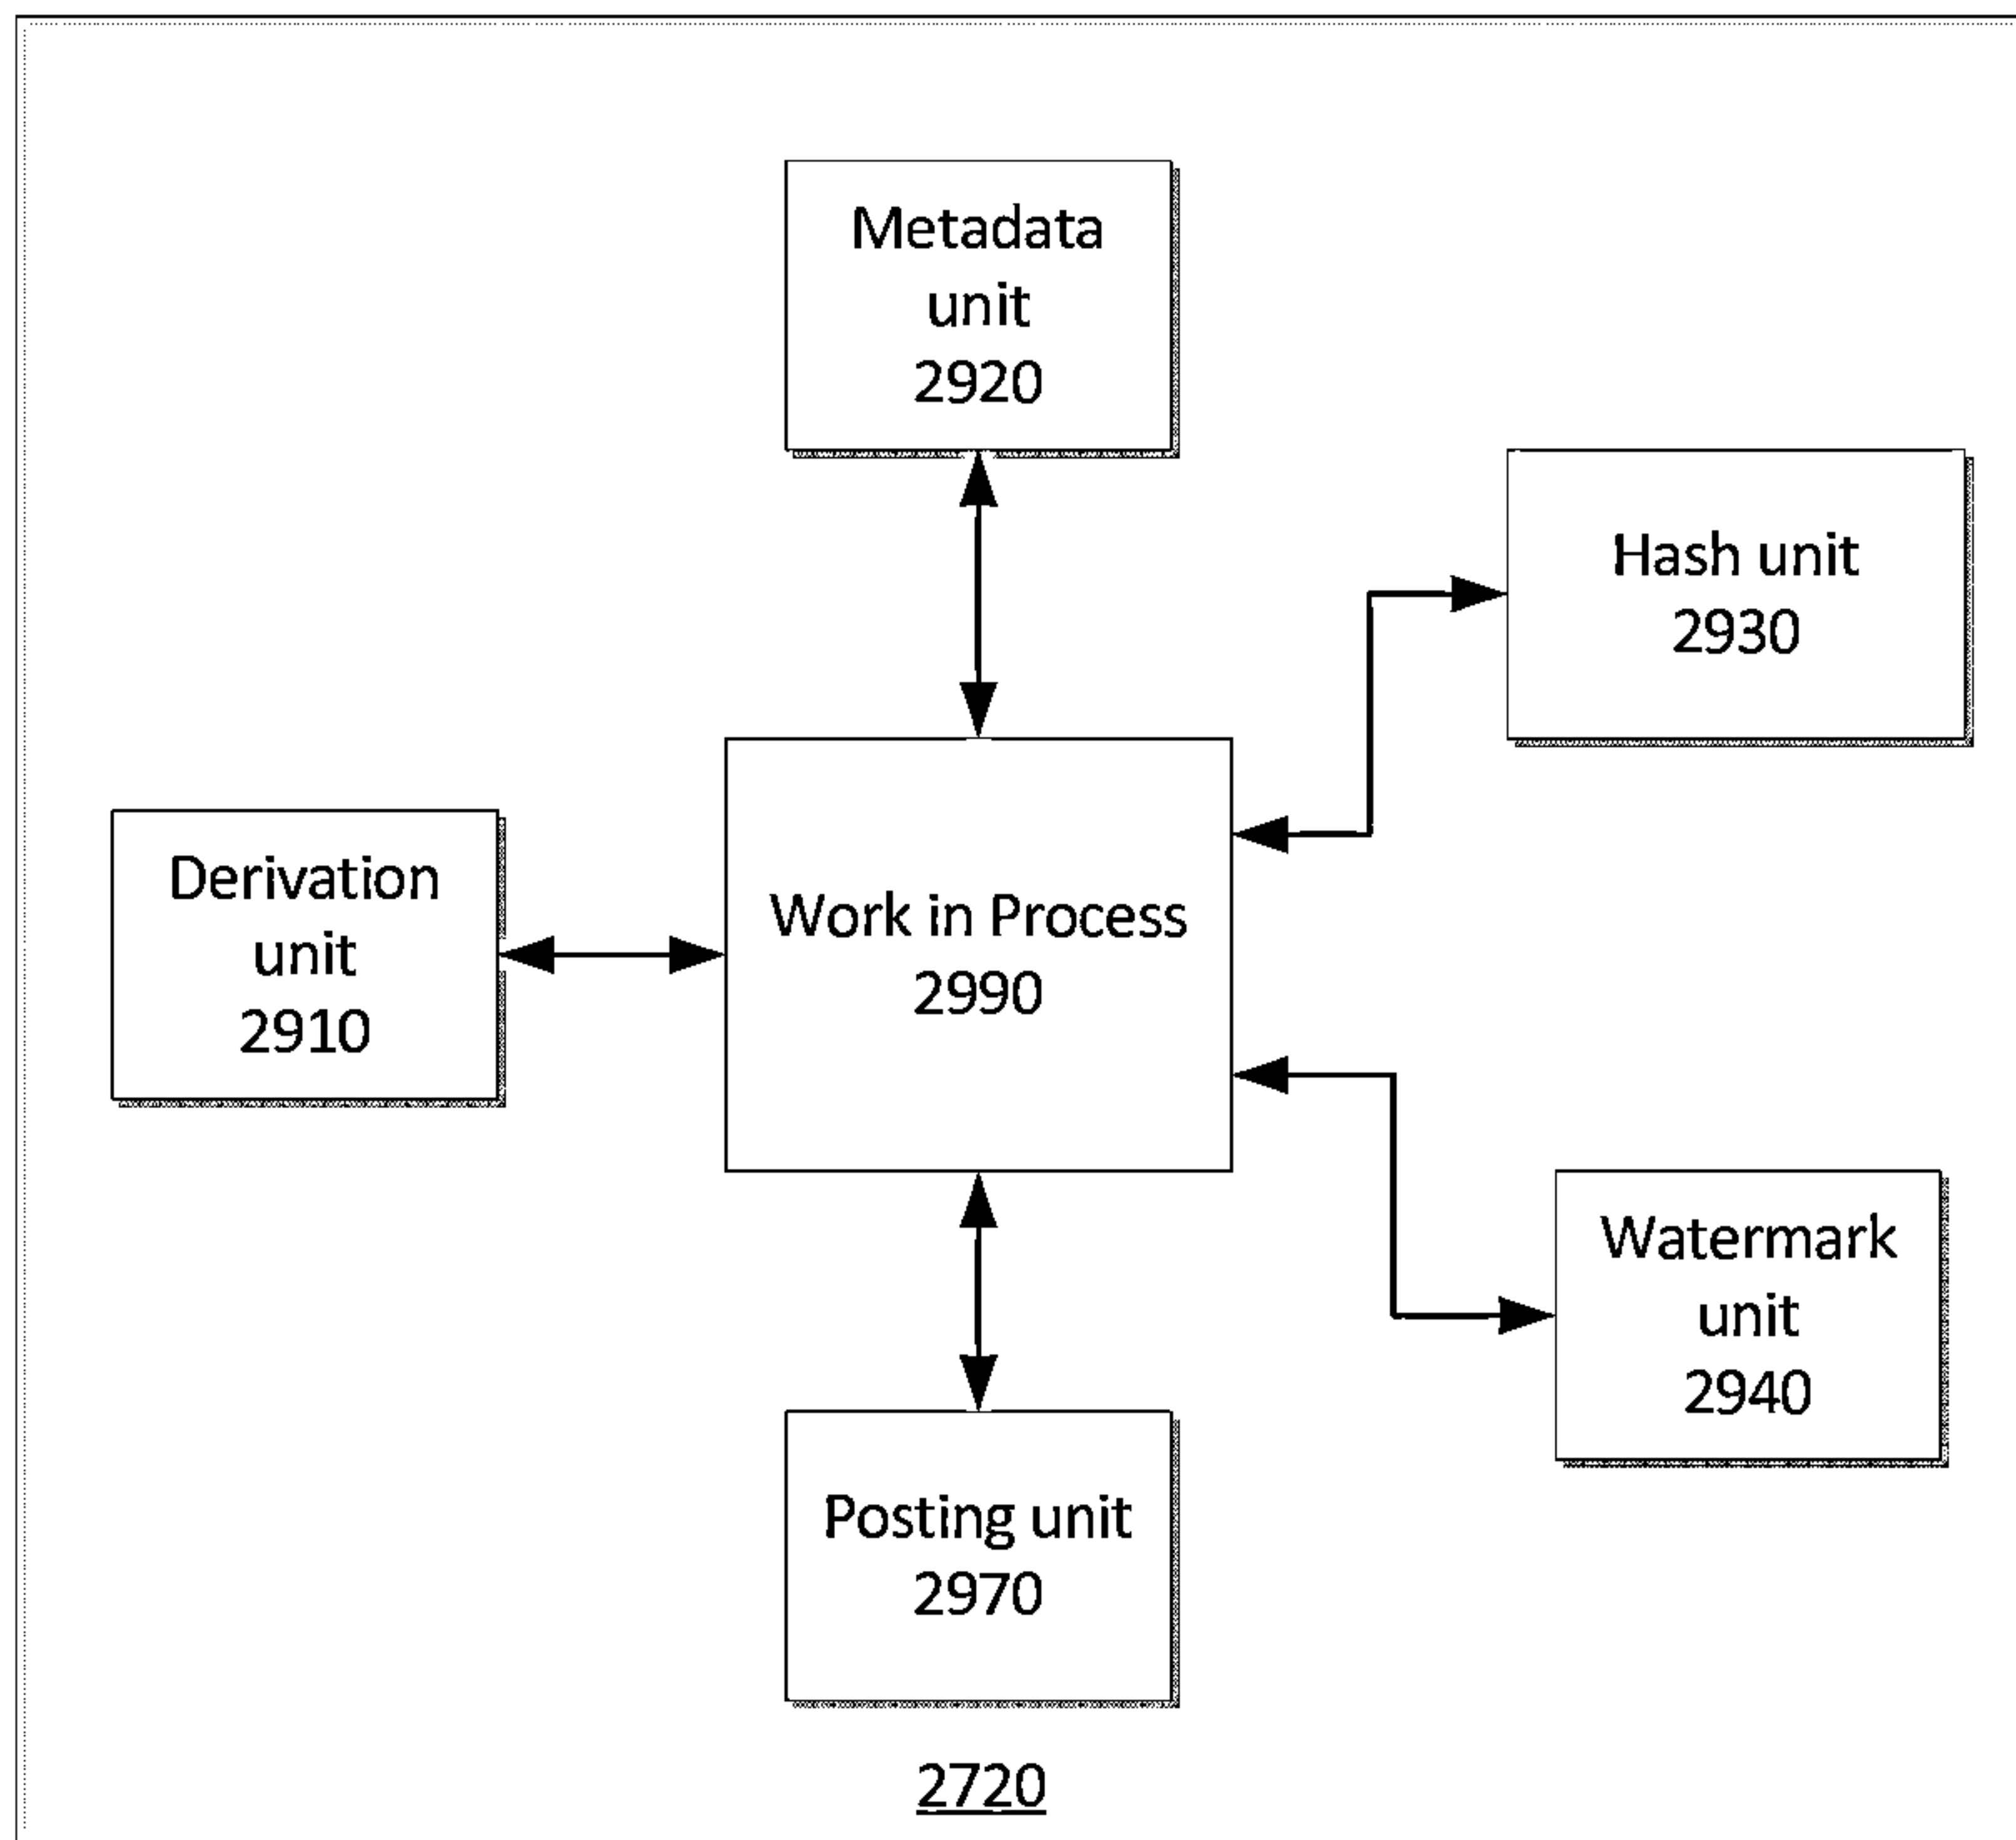 Metadata
unit
2920
Hash unit
2930
Derivation
unit
2910
Work in Process
2990
Watermark
unit
2940
Posting unit
2970
2720